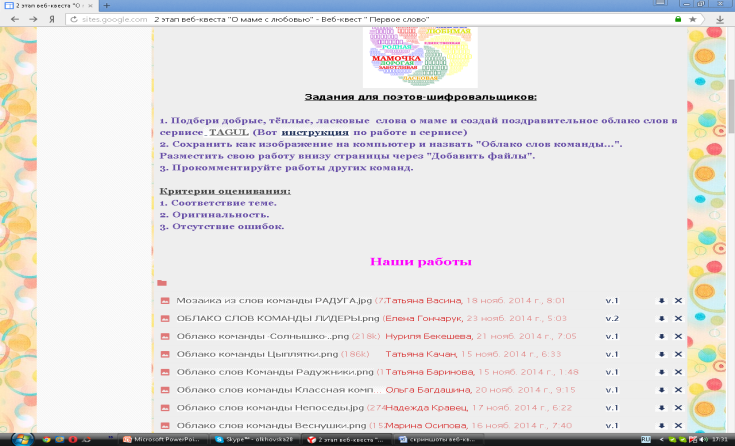 2 этап веб-квеста "О
sites.google.com 2 этап веб-квеста "О маме с любовью" - Веб-квест " Первое слово"
РОДНАЯ
ЛЮБИМАЯ
ЕДИНСТВЕННАЯ
МАМОЧКА
ДОРОГАЯ
ЗАБОТЛИВАЯ
ЛАСКОВАЯ
Задания для поэтов-шифровальщиков:
1. Подбери добрые, тёплые, ласковые слова о маме и создай поздравительное облако слов в
сервисе TAGUL (Вот инструкция по работе в сервисе)
2. Сохранить как изображение на компьютер и назвать "Облако слов команды...".
Разместить свою работу внизу страницы через "Добавить файлы".
3. Прокомментируйте работы других команд.
Критерии оценивания:
1. Соответствие теме.
2. Оригинальность.
3. Отсутствие ошибок.
Наши работы
Мозаика из слов команды РАДУГА.jpg (7 Татьяна Васина, 18 нояб. 2014 г., 8:01 v.1
ОБЛАКО СЛОВ КОМАНДЫ ЛИДЕРЫ.png (Елена Гончарук, 23 нояб. 2014 г., 5:03 v.2
Облако команды -Солнышко-.png (218k) Нуриля Бекешева, 21 нояб. 2014 г., 7:05 v.1
Облако команды Цыплятки.png (186k) Татьяна Качан, 15 нояб. 2014 г., 6:33 v.1
Облако слов Команды Радужники.png (1 Татьяна Баринова, 15 нояб. 2014 г., 1:48 v.1
Облако слов команды Классная комп... Ольга Багдашина, 20 нояб. 2014 г., 9:15 v.1
Облако слов команды Непоседы.jpg (274 Надежда Кравец, 17 нояб. 2014 г., 6:22 v.1
Облако слов команды Веснушки.png (15 Марина Осипова, 16 нояб. 2014 г., 7:40 v.1
Microsoft PowerPoi... Skype™ - olkhovska28 2 этап веб-квеста "... скриншоты веб-кв... RU 17:31